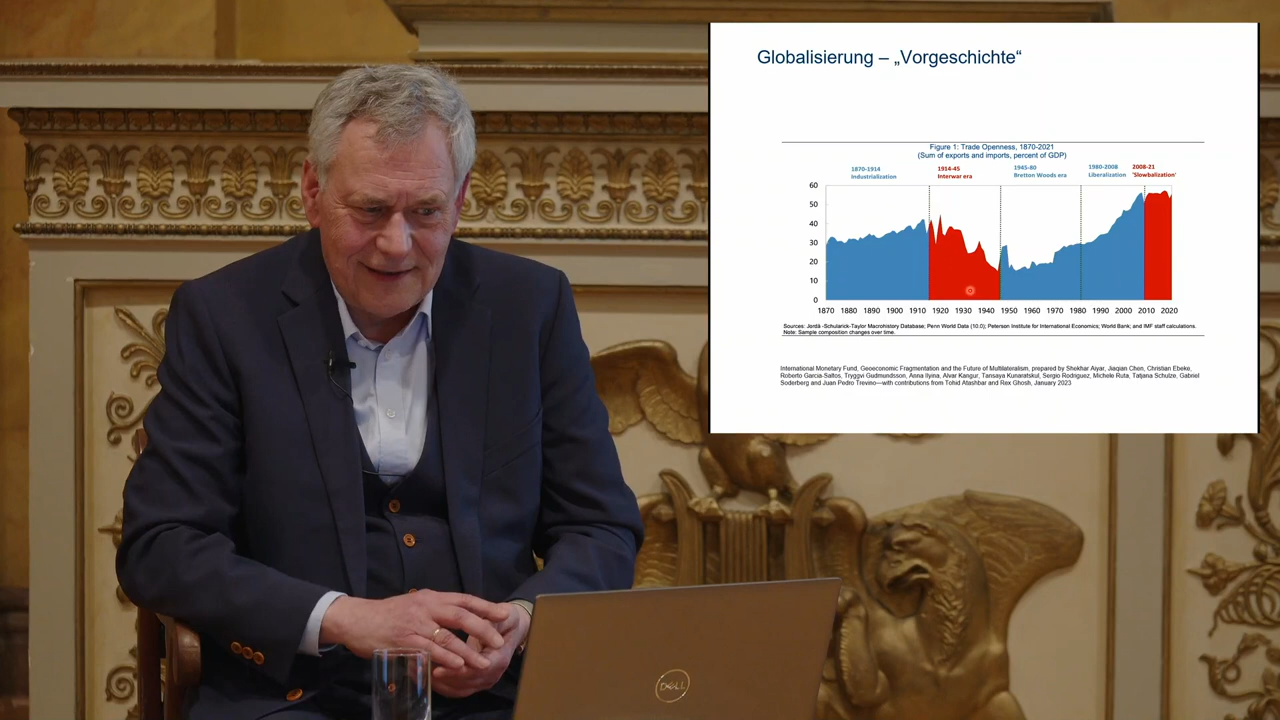 Globalisierung – „Vorgeschichte“
Figure 1: Trade Openness, 1870-2021
(Sum of exports and imports, percent of GDP)
1870-1914
Industrialization
1914-45
Interwar era
1945-80
Bretton Woods era
1980-2008
Liberalization
2008-21
'Slowbalization'
60
50
40
30
20
10
0
1870 1880 1890 1900 1910 1920 1930 1940 1950 1960 1970 1980 1990 2000 2010 2020
Sources: Jordà -Schularick-Taylor Macrohistory Database; Penn World Data (10.0); Peterson Institute for International Economics; World Bank; and IMF staff calculations.
Note: Sample composition changes over time.
International Monetary Fund, Geoeconomic Fragmentation and the Future of Multilateralism, prepared by Shekhar Aiyar, Jiaqian Chen, Christian Ebeke,
Roberto Garcia-Saltos, Tryggvi Gudmundsson, Anna Ilyina, Alvar Kangur, Tansaya Kunaratskul, Sergio Rodriguez, Michele Ruta, Tatjana Schulze, Gabriel
Soderberg and Juan Pedro Trevino—with contributions from Tohid Atashbar and Rex Ghosh, January 2023
DELL